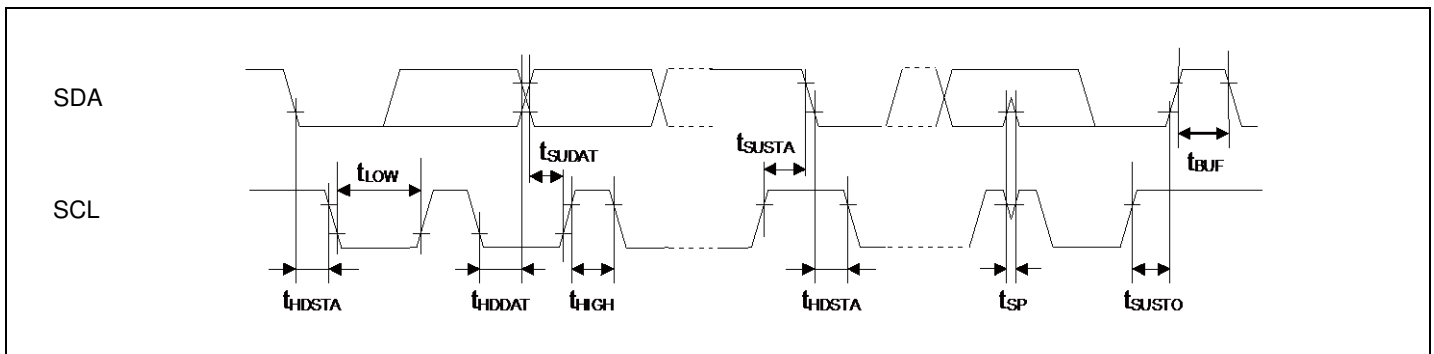 SDA
tSUDAT
tSUSTA
tLOW
tBUF
SCL
tHDSTA
tHDDAT
tHIGH
tHDSTA
tSP
tSUSTO